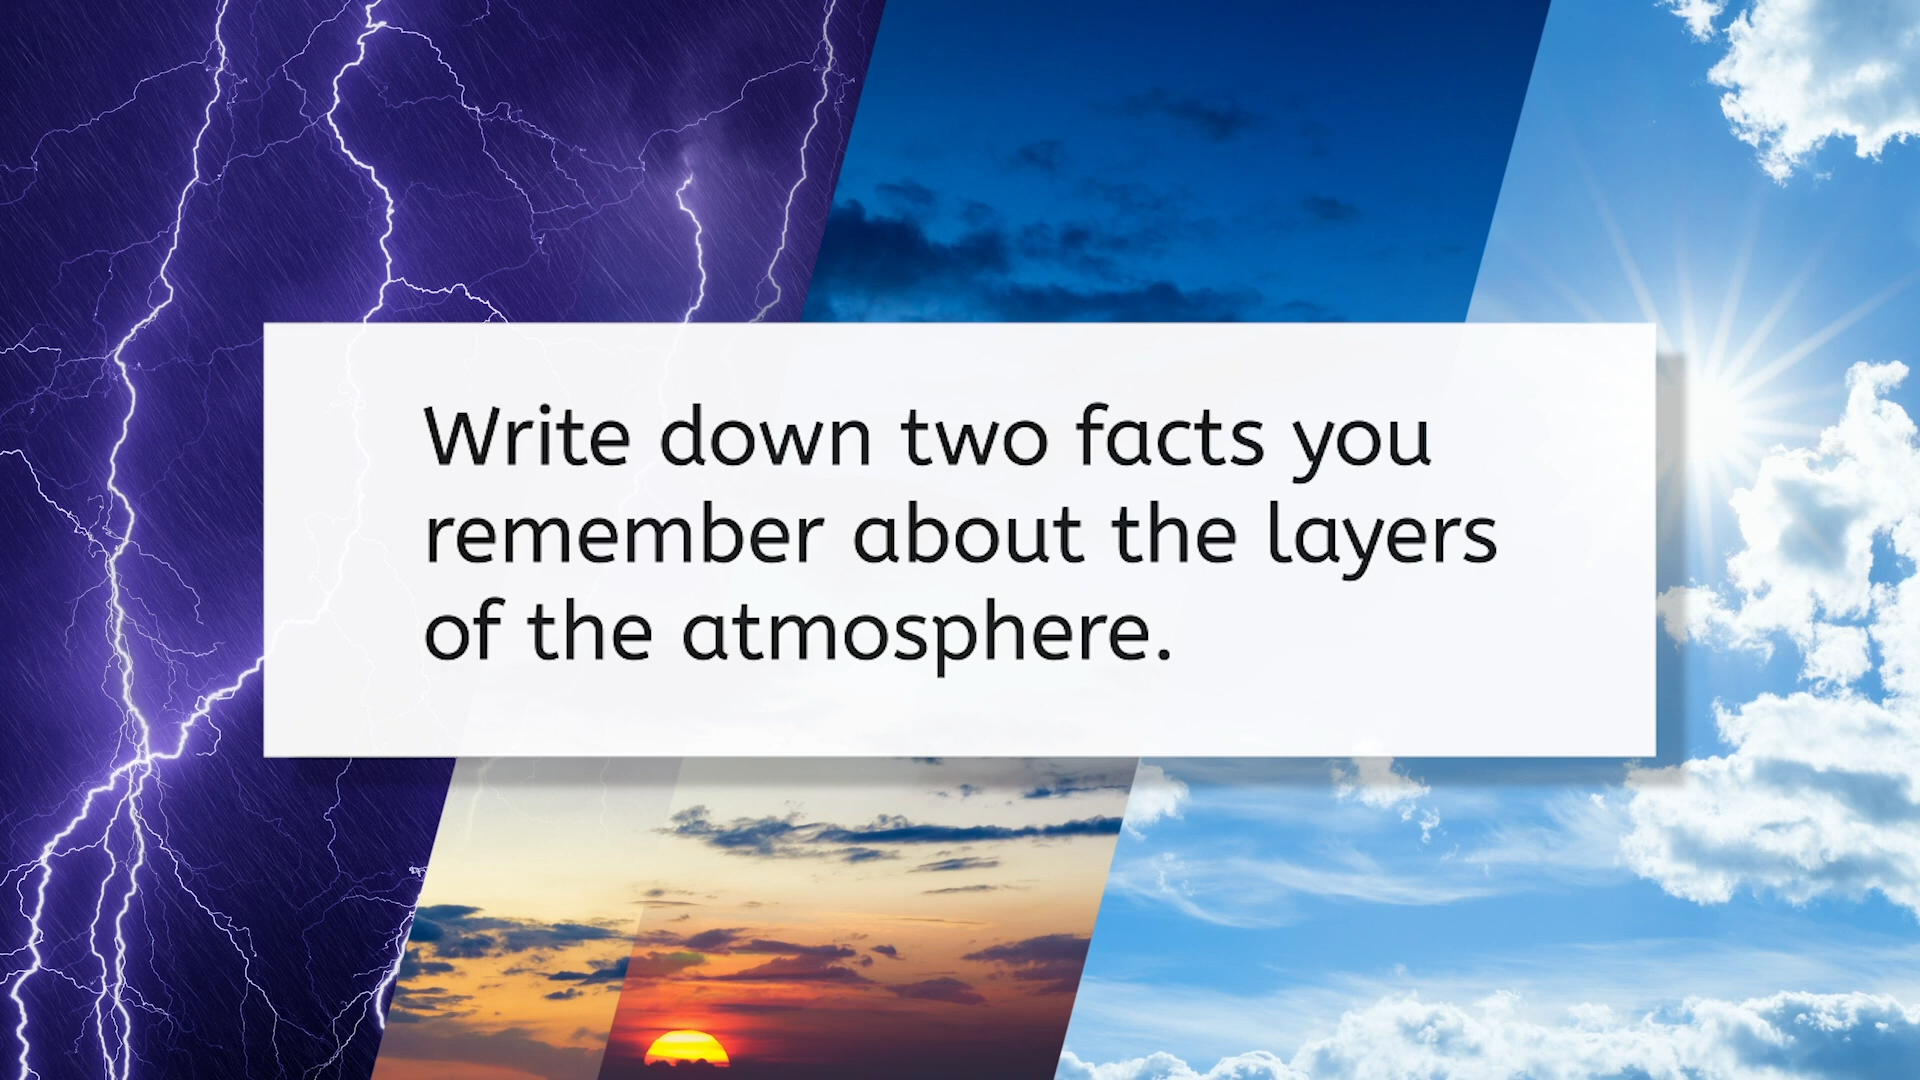 Write down two facts you
remember about the layers
of the atmosphere.